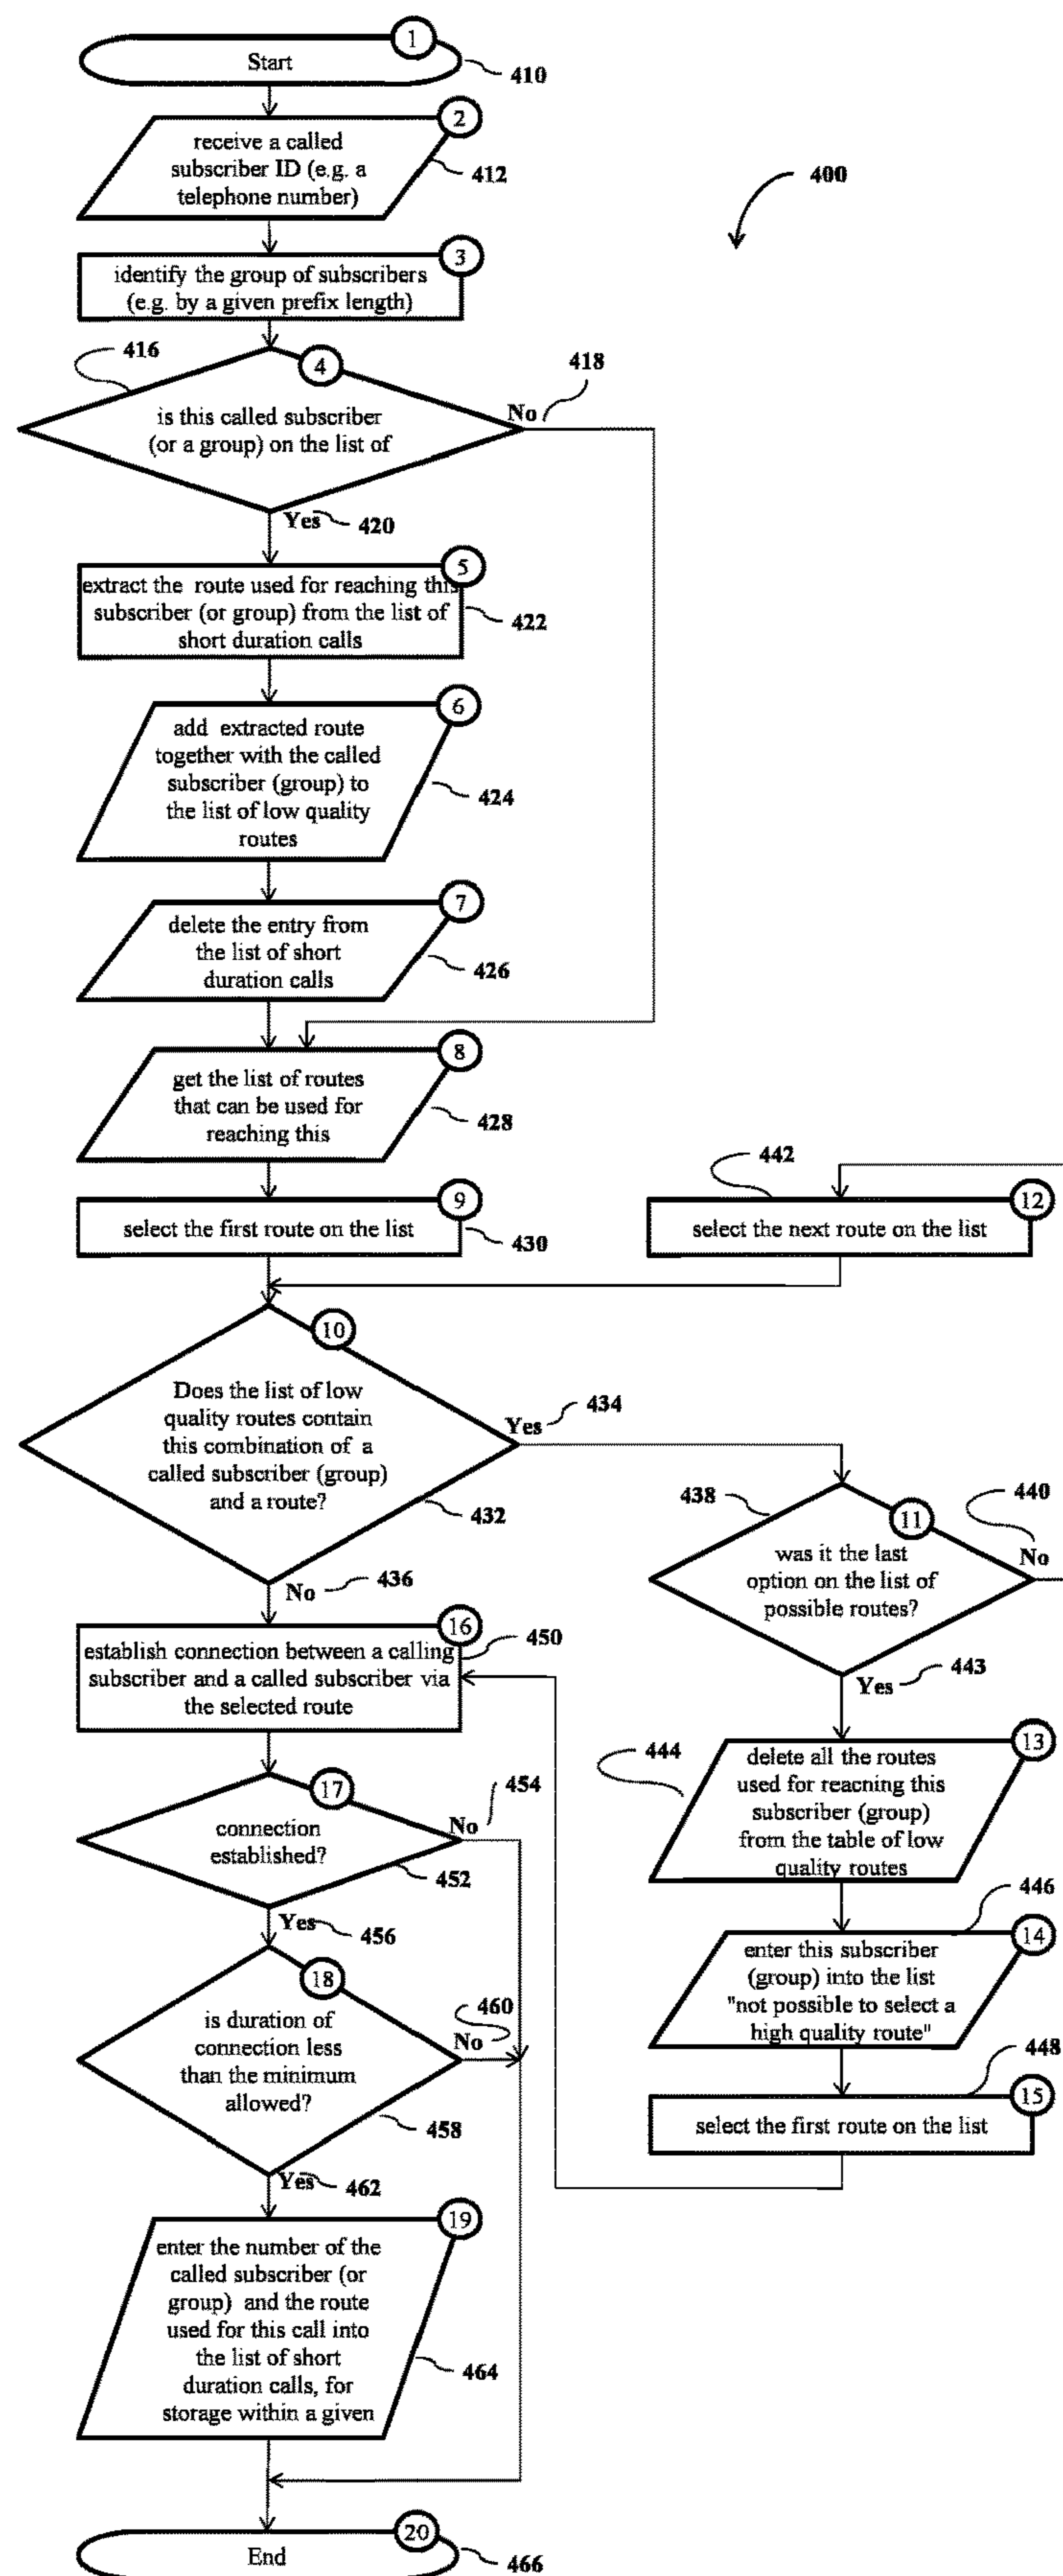 1
Start
410
2
receive a called
subscriber ID (e.g. a
telephone number)
412
400
3
identify the group of subscribers
(e.g. by a given prefix length)
416
4
418
is this called subscriber
(or a group) on the list of
No
Yes
420
5
extract the route used for reaching this
subscriber (or group) from the list of
short duration calls
422
6
add extracted route
together with the called
subscriber (group) to
the list of low quality
routes
424
7
delete the entry from
the list of short
duration calls
426
8
get the list of routes
that can be used for
reaching this
428
9
select the first route on the list
430
442
12
select the next route on the list
10
Does the list of low
quality routes contain
this combination of a
called subscriber (group)
and a route?
432
Yes
434
No
436
438
11
440
No
was it the last
option on the list of
possible routes?
Yes
443
16
450
establish connection between a calling
subscriber and a called subscriber via
the selected route
444
13
delete all the routes
used for reacning this
subscriber (group)
from the table of low
quality routes
17
454
No
connection
established?
452
Yes
456
446
14
enter this subscriber
(group) into the list
"not possible to select a
high quality route"
18
460
No
is duration of
connection less
than the minimum
allowed?
458
Yes
462
448
15
select the first route on the list
19
enter the number of the
called subscriber (or
group) and the route
used for this call into
the list of short
duration calls, for
storage within a given
464
20
End
466